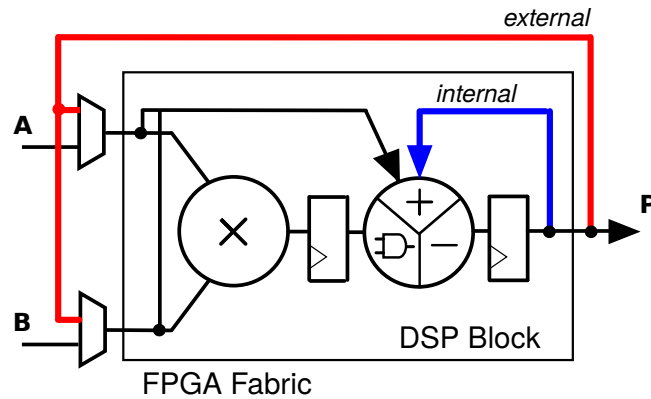 external
internal
A
P
×
+
−
B
DSP Block
FPGA Fabric